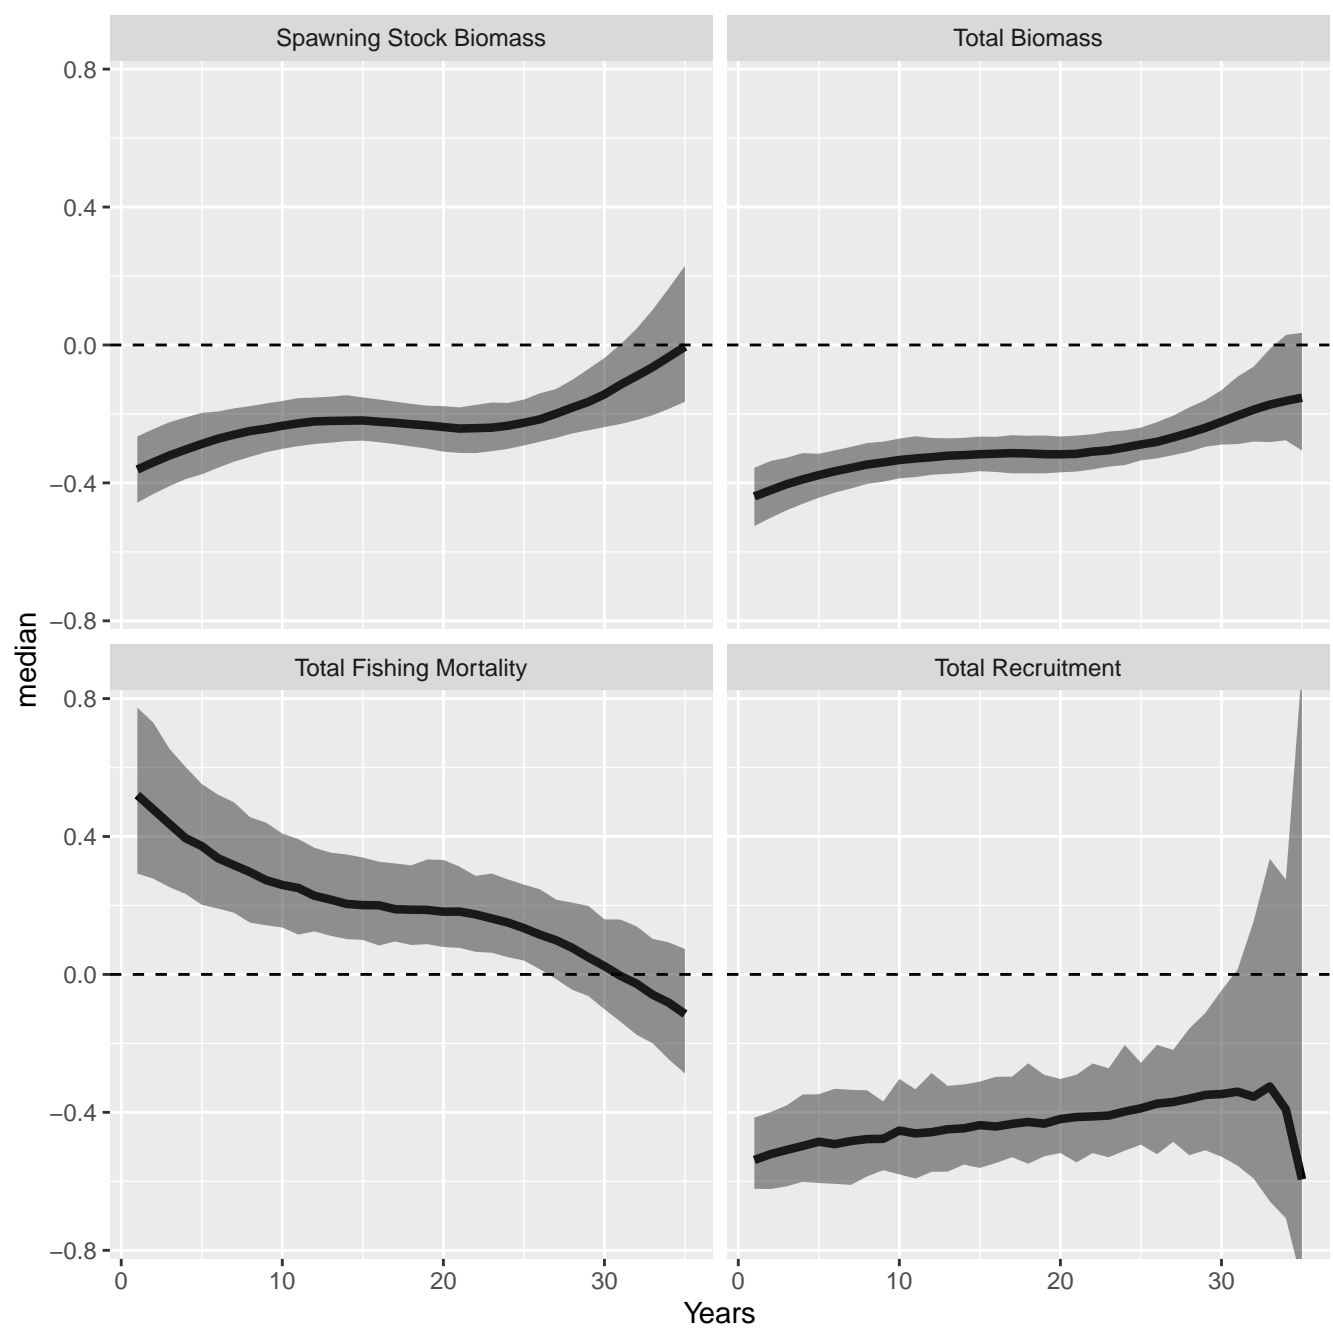 Spawning Stock Biomass
Total Biomass
0.8
0.4
0.0
−0.4
−0.8
median
Total Fishing Mortality
Total Recruitment
0.8
0.4
0.0
−0.4
−0.8
0 10 20 30
0 10 20 30
Years